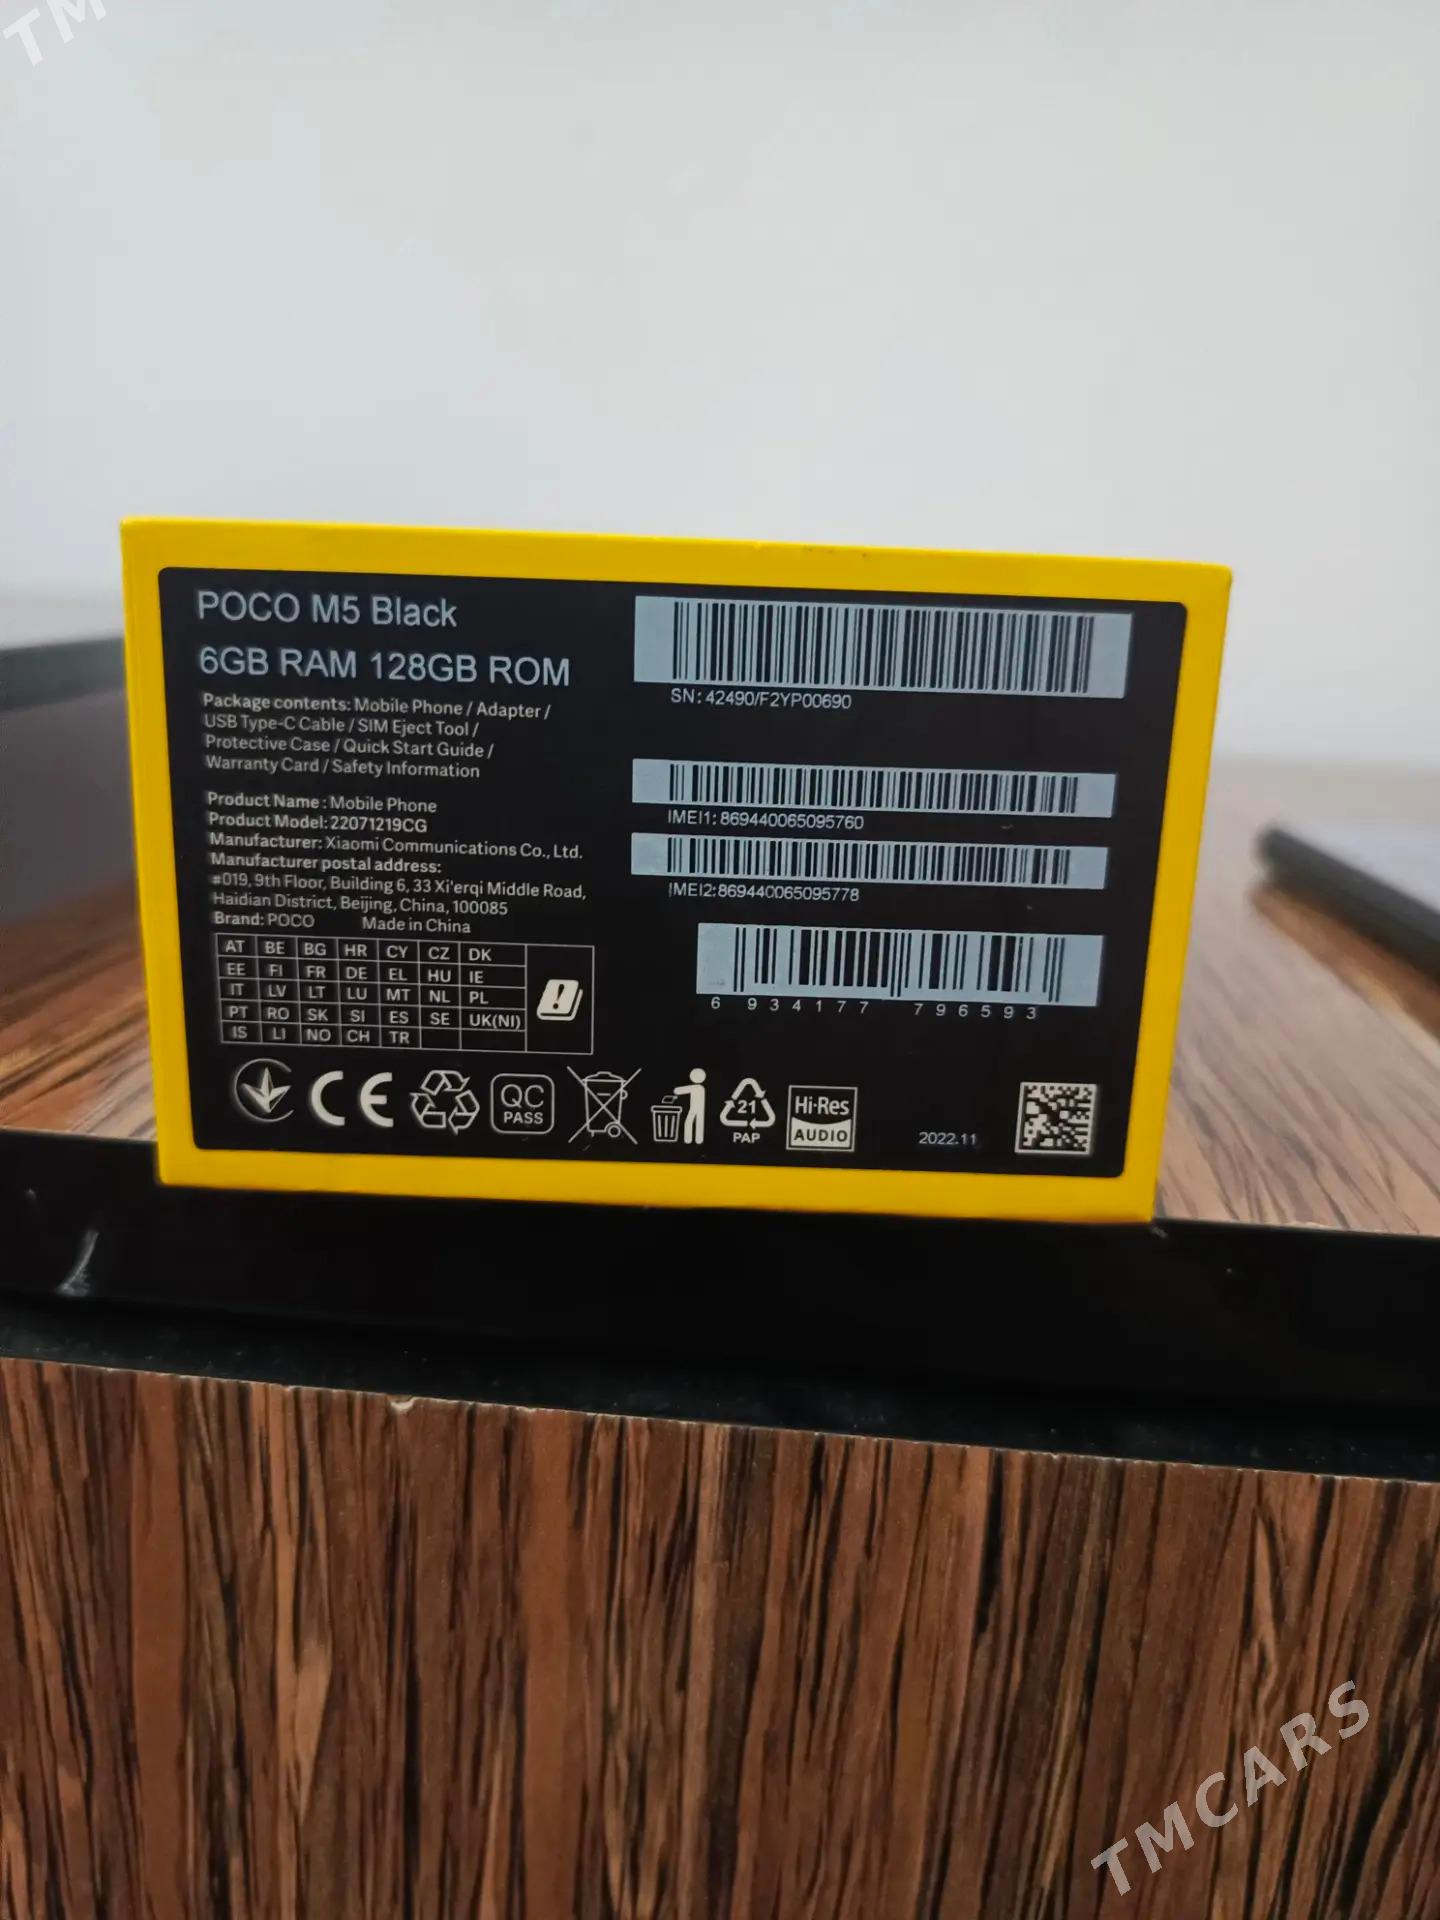 TM
POCO M5 Black
6GB RAM 128GB ROM
Package contents: Mobile Phone / Adapter /
USB Type-C Cable / SIM Eject Tool /
Protective Case / Quick Start Guide /
Warranty Card / Safety Information
Product Name : Mobile Phone
Product Model: 22071219CG
Manufacturer: Xiaomi Communications Co., Ltd.
Manufacturer postal address:
#019, 9th Floor, Building 6, 33 Xi'erqi Middle Road,
Haidian District, Beijing, China, 100085
Brand: POCO Made in China
AT BE BG HR CY CZ DK
EE FI FR DE EL HU IE
IT LV LT LU MT NL PL
PT RO SK SI ES SE UK(NI)
IS LI NO CH TR
SN: 42490/F2YP00690
IMEI1: 869440065095760
IMEI2: 869440065095778
6 934177 796593
CE
QC
PASS
21
PAP
Hi-Res
AUDIO
2022.11
TMCARS